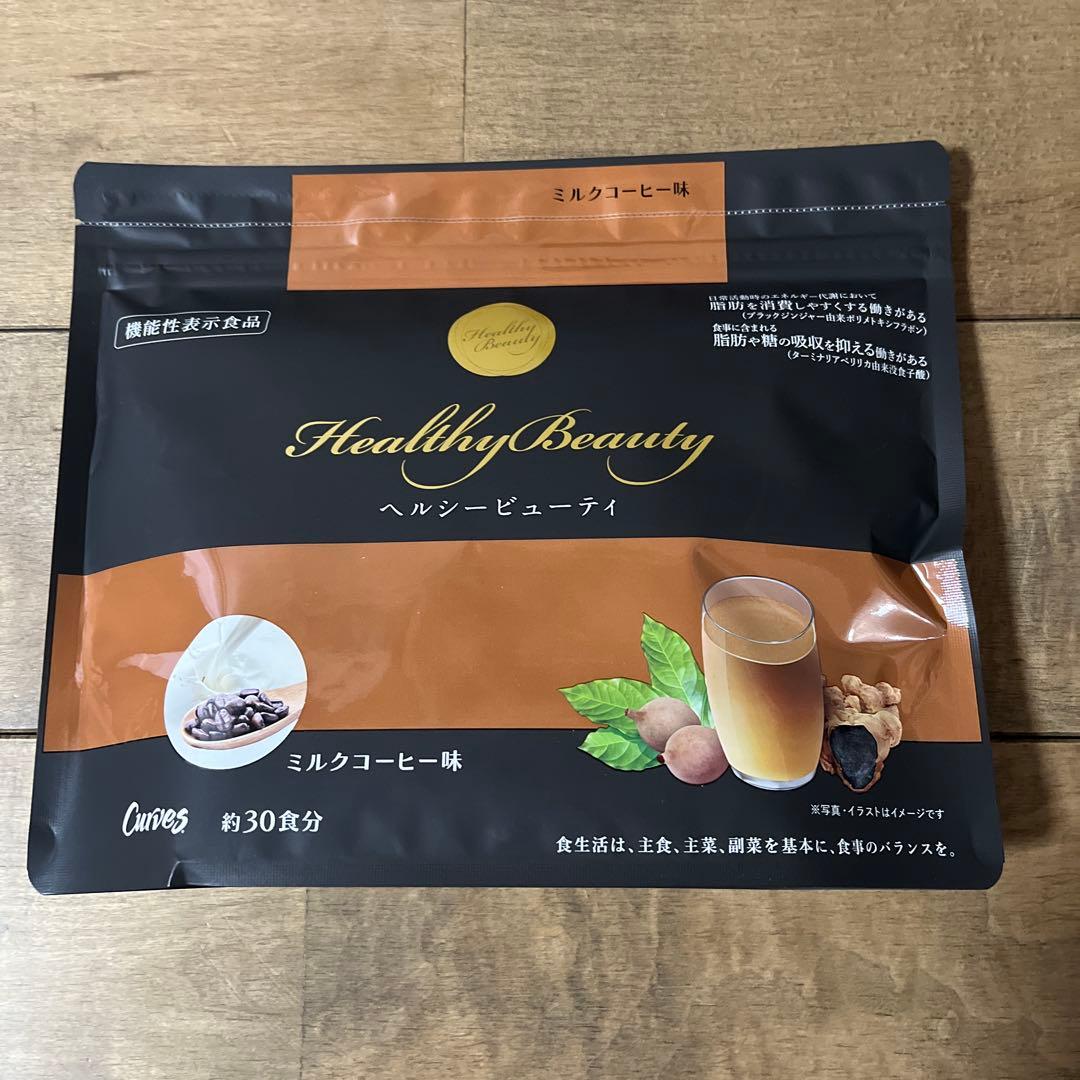 ミルクコーヒー味
機能性表示食品
Healthy
Beauty
日常活動時のエネルギー代謝において
脂肪を消費しやすくする働きがある
(ブラックジンジャー由来ポリメトキシフラボン)
食事に含まれる
脂肪や糖の吸収を抑える働きがある
(ターミナリアベリリカ由来没食子酸)
Healthy Beauty
ヘルシービューティ
ミルクコーヒー味
Curves
約30食分
※写真・イラストはイメージです
食生活は、主食、主菜、副菜を基本に、食事のバランスを。